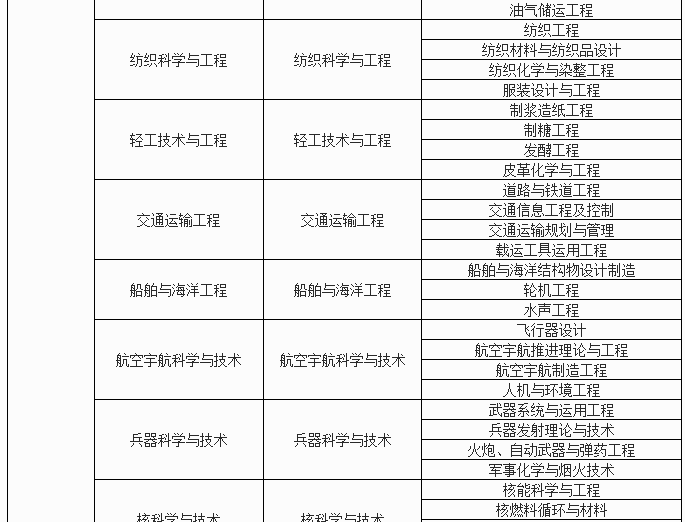 油气储运工程
纺织科学与工程 纺织科学与工程 纺织工程
纺织材料与纺织品设计
纺织化学与染整工程
服装设计与工程
轻工技术与工程 轻工技术与工程 制浆造纸工程
制糖工程
发酵工程
皮革化学与工程
交通运输工程 交通运输工程 道路与铁道工程
交通信息工程及控制
交通运输规划与管理
载运工具运用工程
船舶与海洋工程 船舶与海洋工程 船舶与海洋结构物设计制造
轮机工程
水声工程
航空宇航科学与技术 航空宇航科学与技术 飞行器设计
航空宇航推进理论与工程
航空宇航制造工程
人机与环境工程
兵器科学与技术 兵器科学与技术 武器系统与运用工程
兵器发射理论与技术
火炮、自动武器与弹药工程
军事化学与烟火技术
核科学与技术 核科学与技术 核能科学与工程
核燃料循环与材料